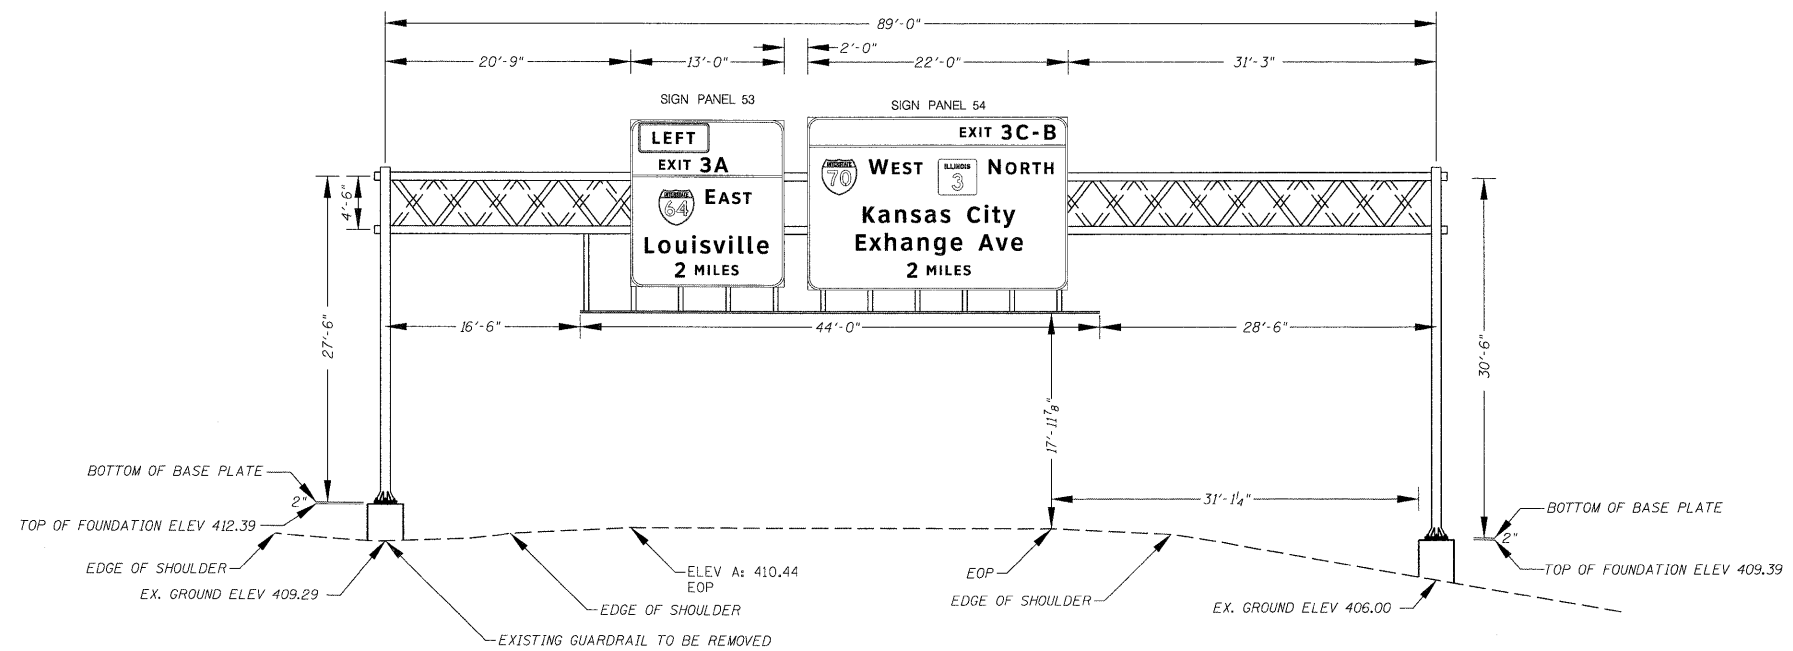 89'-0"
2'-0"
20'-9" 13'-0" 22'-0" 31'-3"
SIGN PANEL 53
SIGN PANEL 54
LEFT
EXIT 3A
INTERSTATE
64
EAST
Louisville
2 MILES
EXIT 3C-B
INTERSTATE
70
WEST
ILLINOIS
3
NORTH
Kansas City
Exhange Ave
2 MILES
4'-6"
27'-6"
30'-6"
16'-6" 44'-0" 28'-6"
17'-11 7/8"
31'-1 1/4"
BOTTOM OF BASE PLATE
2"
TOP OF FOUNDATION ELEV 412.39
EDGE OF SHOULDER
EX. GROUND ELEV 409.29
EXISTING GUARDRAIL TO BE REMOVED
EDGE OF SHOULDER
ELEV A: 410.44
EOP
EOP
EDGE OF SHOULDER
EX. GROUND ELEV 406.00
BOTTOM OF BASE PLATE
2"
TOP OF FOUNDATION ELEV 409.39